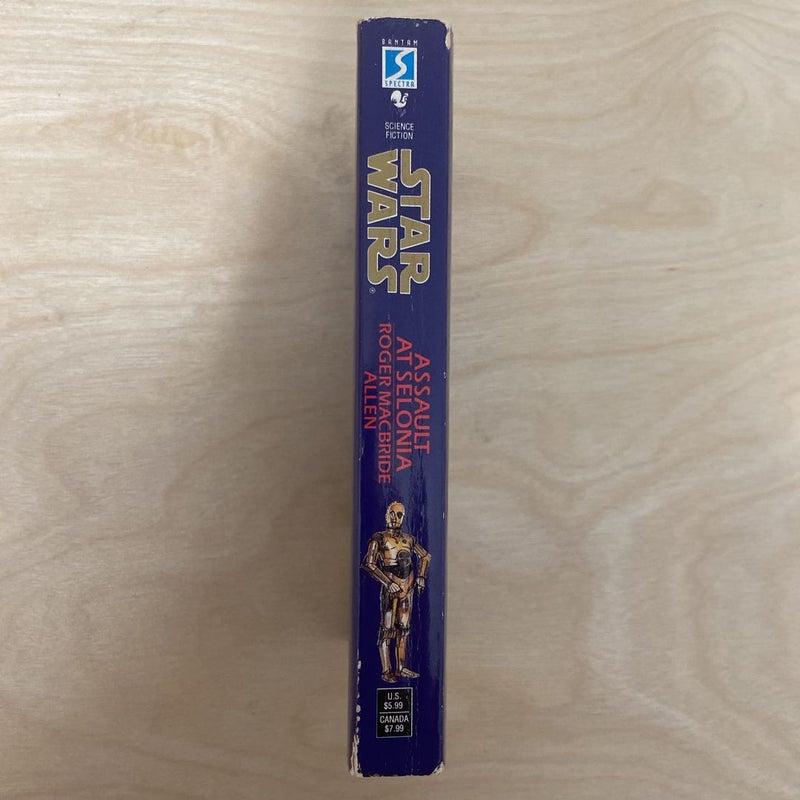 BANTAM
SPECTRA
SCIENCE
FICTION
STAR
WARS®
ASSAULT
AT SELONIA
ROGER MACBRIDE
ALLEN
U.S.
$5.99
CANADA
$7.99